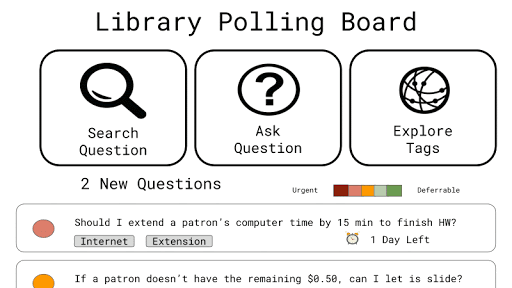 Library Polling Board
Search
Question
Ask
Question
Explore
Tags
2 New Questions
Urgent
Deferrable
Should I extend a patron's computer time by 15 min to finish HW?
Internet
Extension
1 Day Left
If a patron doesn't have the remaining $0.50, can I let is slide?